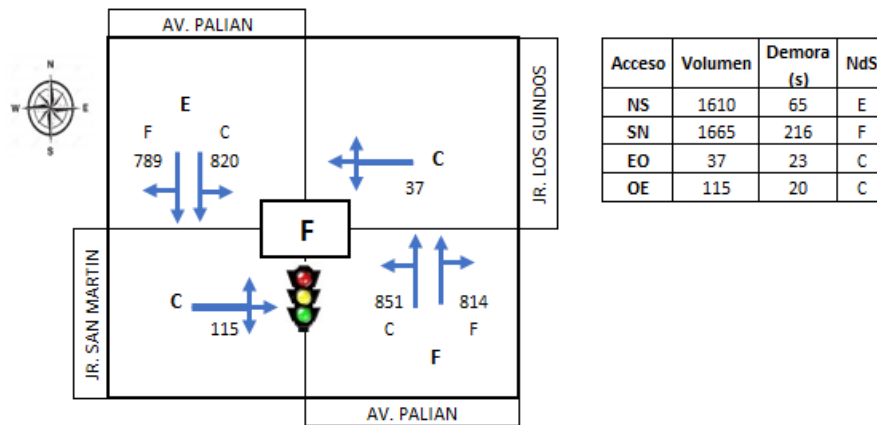 AV. PALIAN
N
W E
S
E
F C
789 820
C
37
JR. LOS GUINDOS
F
JR. SAN MARTIN
C
115
851 814
C F
F
AV. PALIAN
Acceso Volumen Demora (s) NdS
NS 1610 65 E
SN 1665 216 F
EO 37 23 C
OE 115 20 C